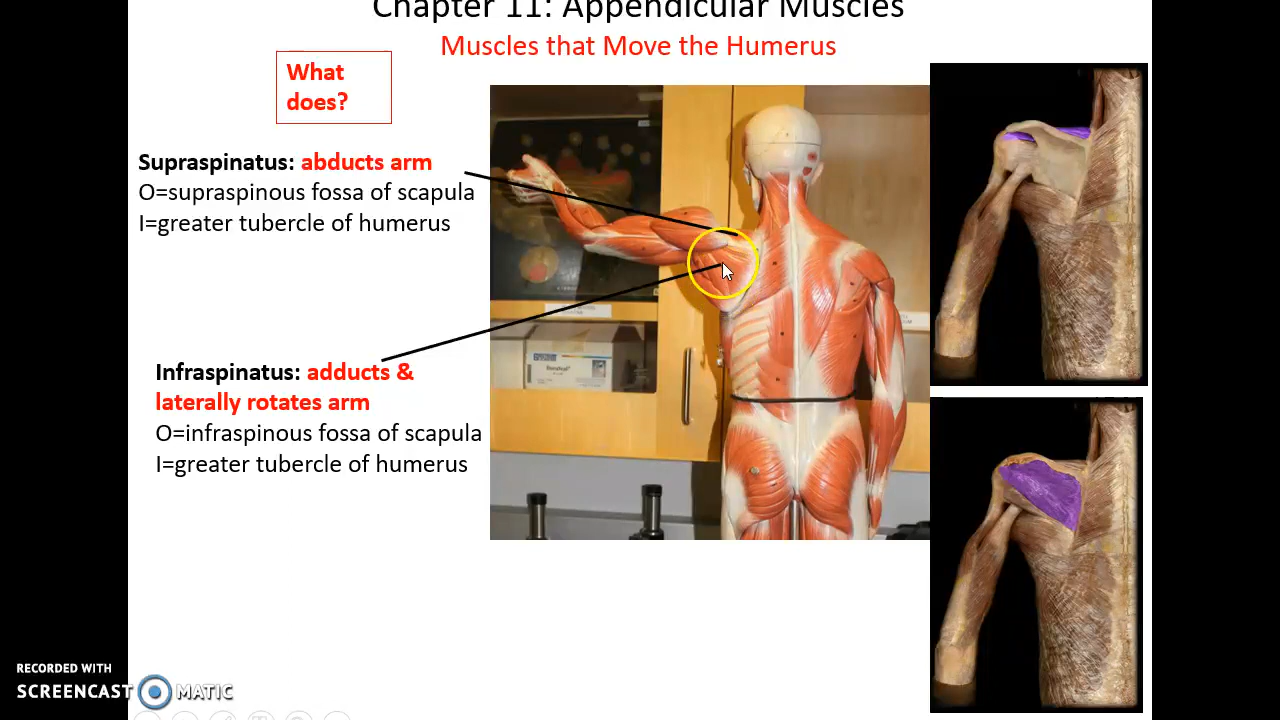 Chapter 11: Appendicular Muscles
Muscles that Move the Humerus
What
does?
Supraspinatus: abducts arm
O=supraspinous fossa of scapula
I=greater tubercle of humerus
Infraspinatus: adducts &
laterally rotates arm
O=infraspinous fossa of scapula
I=greater tubercle of humerus
RECORDED WITH
SCREENCAST MATIC